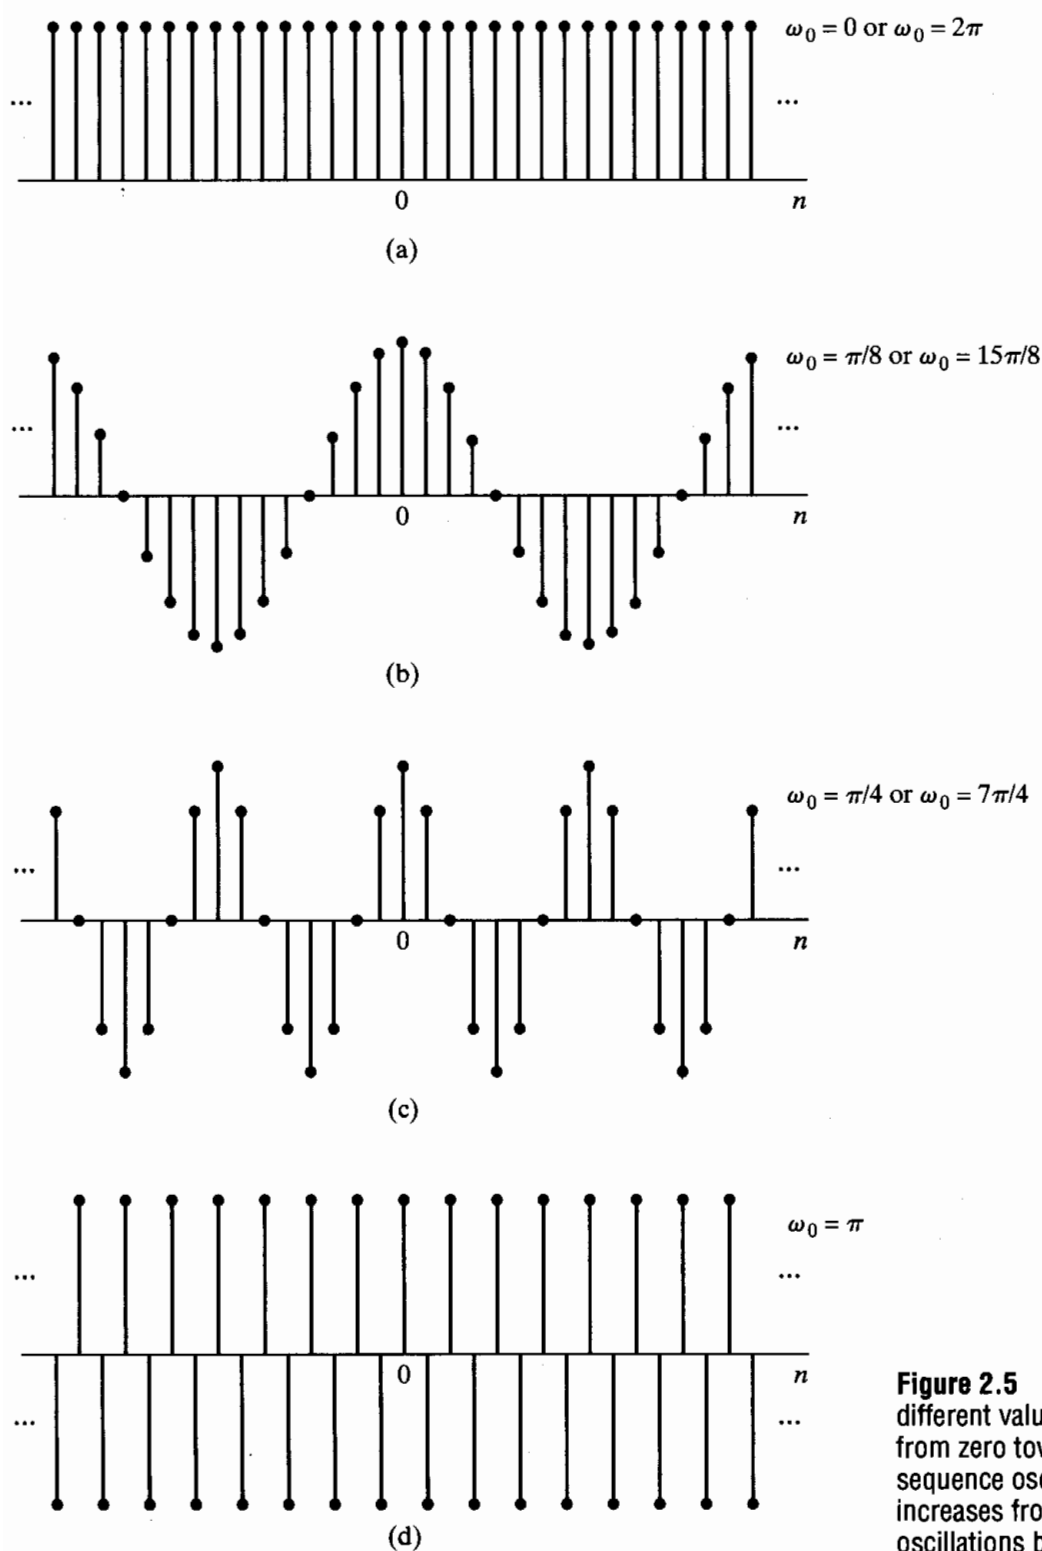 ω₀ = 0 or ω₀ = 2π
... ...
0 n
(a)
ω₀ = π/8 or ω₀ = 15π/8
... ...
0 n
(b)
ω₀ = π/4 or ω₀ = 7π/4
... ...
0 n
(c)
ω₀ = π
... ...
0 n
... ...
(d)
Figure 2.5
different valu
from zero tov
sequence osc
increases fro
oscillations b